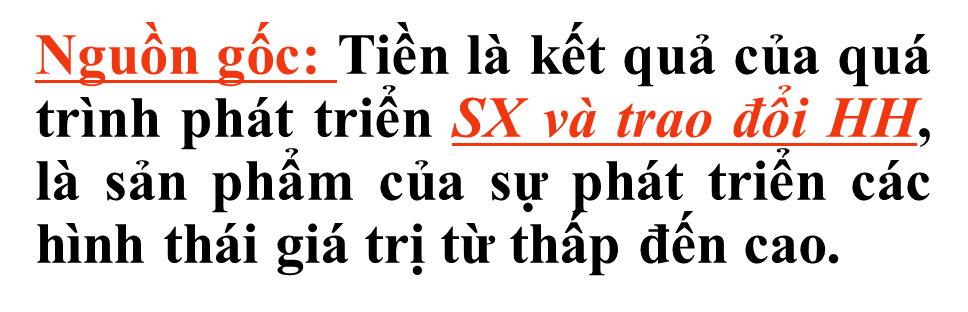 Nguồn gốc: Tiền là kết quả của quá
trình phát triển SX và trao đổi HH,
là sản phẩm của sự phát triển các
hình thái giá trị từ thấp đến cao.